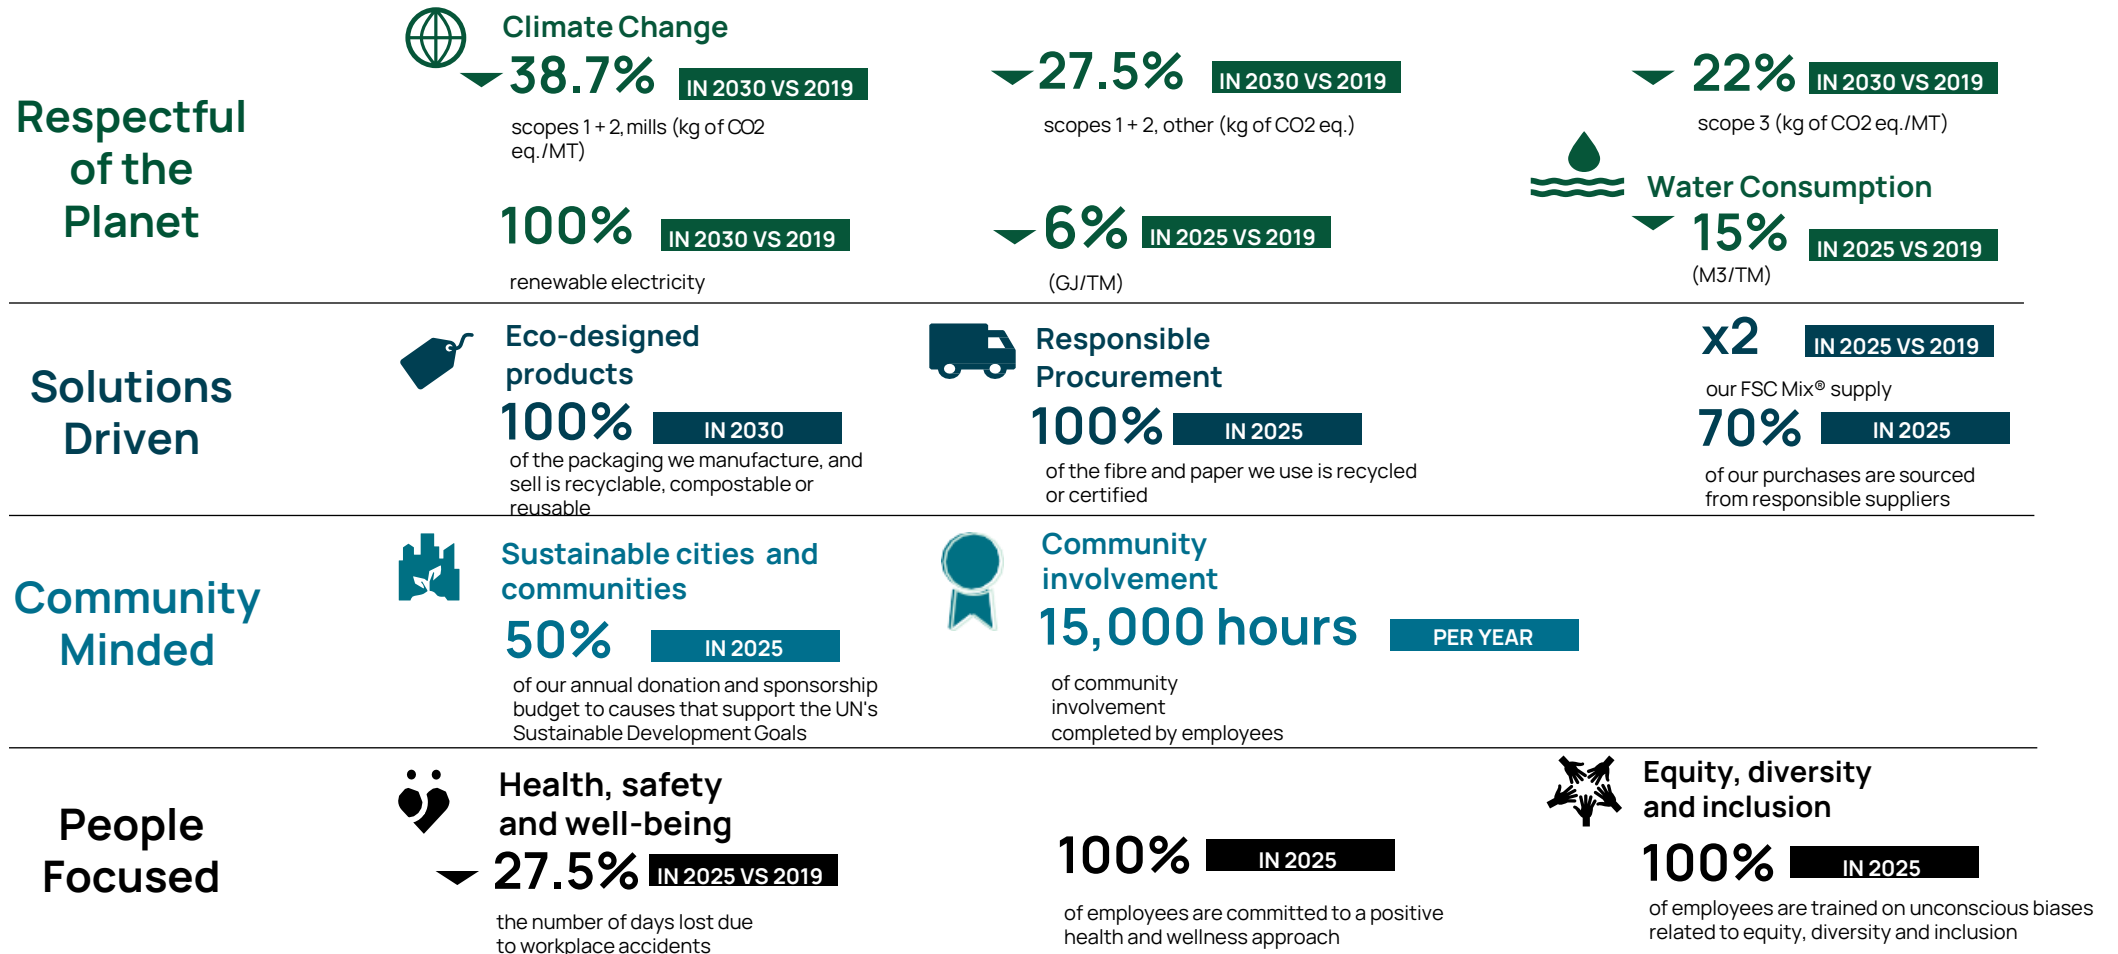 Respectful
of the
Planet
Climate Change
38.7% IN 2030 VS 2019
scopes 1 + 2, mills (kg of CO2
eq./MT)
27.5% IN 2030 VS 2019
scopes 1 + 2, other (kg of CO2 eq.)
22% IN 2030 VS 2019
scope 3 (kg of CO2 eq./MT)
100% IN 2030 VS 2019
renewable electricity
6% IN 2025 VS 2019
(GJ/TM)
Water Consumption
15% IN 2025 VS 2019
(M3/TM)
Solutions
Driven
Eco-designed
products
100% IN 2030
of the packaging we manufacture, and
sell is recyclable, compostable or
reusable
Responsible
Procurement
100% IN 2025
of the fibre and paper we use is recycled
or certified
x2 IN 2025 VS 2019
our FSC Mix® supply
70% IN 2025
of our purchases are sourced
from responsible suppliers
Community
Minded
Sustainable cities and
communities
50% IN 2025
of our annual donation and sponsorship
budget to causes that support the UN's
Sustainable Development Goals
Community
involvement
15,000 hours PER YEAR
of community
involvement
completed by employees
People
Focused
Health, safety
and well-being
27.5% IN 2025 VS 2019
the number of days lost due
to workplace accidents
100% IN 2025
of employees are committed to a positive
health and wellness approach
Equity, diversity
and inclusion
100% IN 2025
of employees are trained on unconscious biases
related to equity, diversity and inclusion